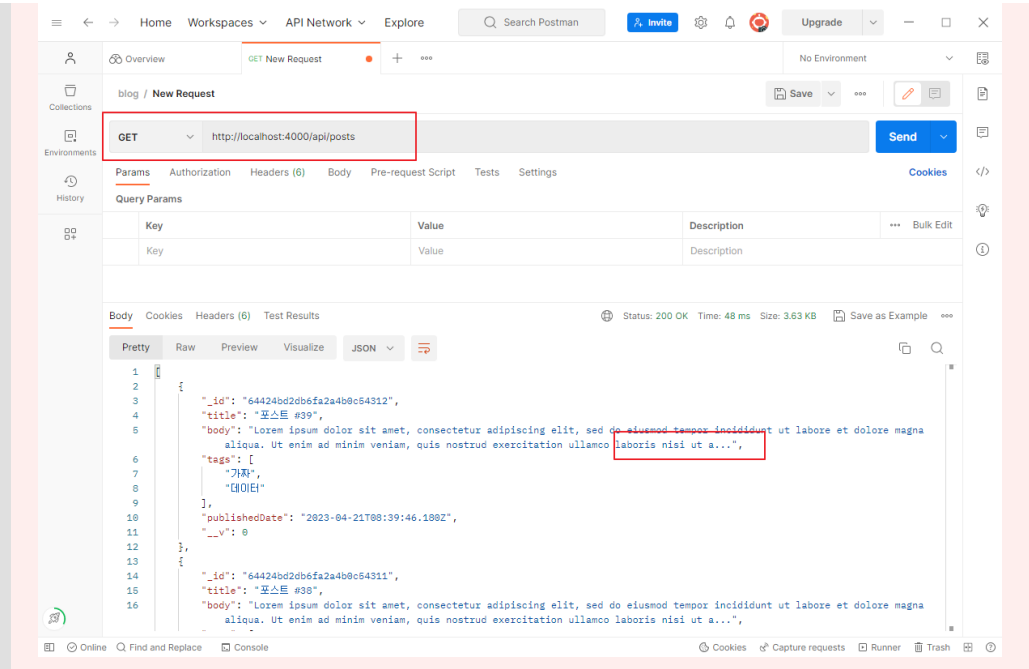 Home Workspaces API Network Explore Search Postman Invite Upgrade
Overview GET New Request No Environment
Collections
Environments
History
blog / New Request Save
GET http://localhost:4000/api/posts Send
Params Authorization Headers (6) Body Pre-request Script Tests Settings Cookies
Query Params
Key Value Description Bulk Edit
Key Value Description
Body Cookies Headers (6) Test Results Status: 200 OK Time: 48 ms Size: 3.63 KB Save as Example
Pretty Raw Preview Visualize JSON
1 [
2 {
3 "_id": "64424bd2db6fa2a4b0c54312",
4 "title": "포스트 #39",
5 "body": "Lorem ipsum dolor sit amet, consectetur adipiscing elit, sed do eiusmod tempor incididunt ut labore et dolore magna
aliqua. Ut enim ad minim veniam, quis nostrud exercitation ullamco laboris nisi ut a...",
6 "tags": [
7 "가짜",
8 "데이터"
9 ],
10 "publishedDate": "2023-04-21T08:39:46.180Z",
11 "__v": 0
12 },
13 {
14 "_id": "64424bd2db6fa2a4b0c54311",
15 "title": "포스트 #38",
16 "body": "Lorem ipsum dolor sit amet, consectetur adipiscing elit, sed do eiusmod tempor incididunt ut labore et dolore magna
aliqua. Ut enim ad minim veniam, quis nostrud exercitation ullamco laboris nisi ut a...",
Online Find and Replace Console Cookies Capture requests Runner Trash